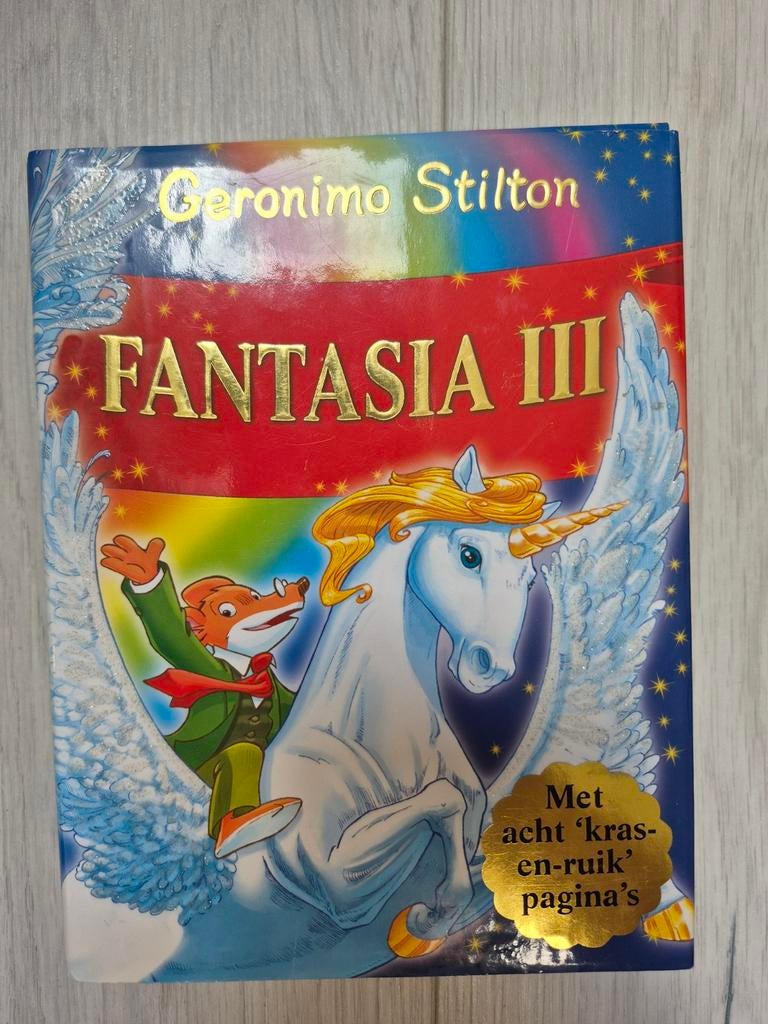 Geronimo Stilton
FANTASIA III
Met
acht ‘kras-
en-ruik’
pagina’s